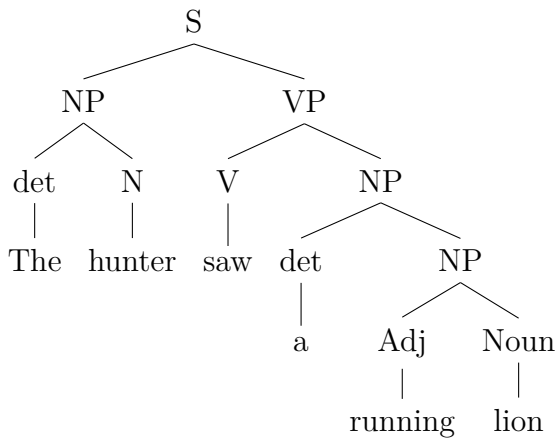 S
NP VP
det N V NP
The hunter saw det NP
a Adj Noun
running lion